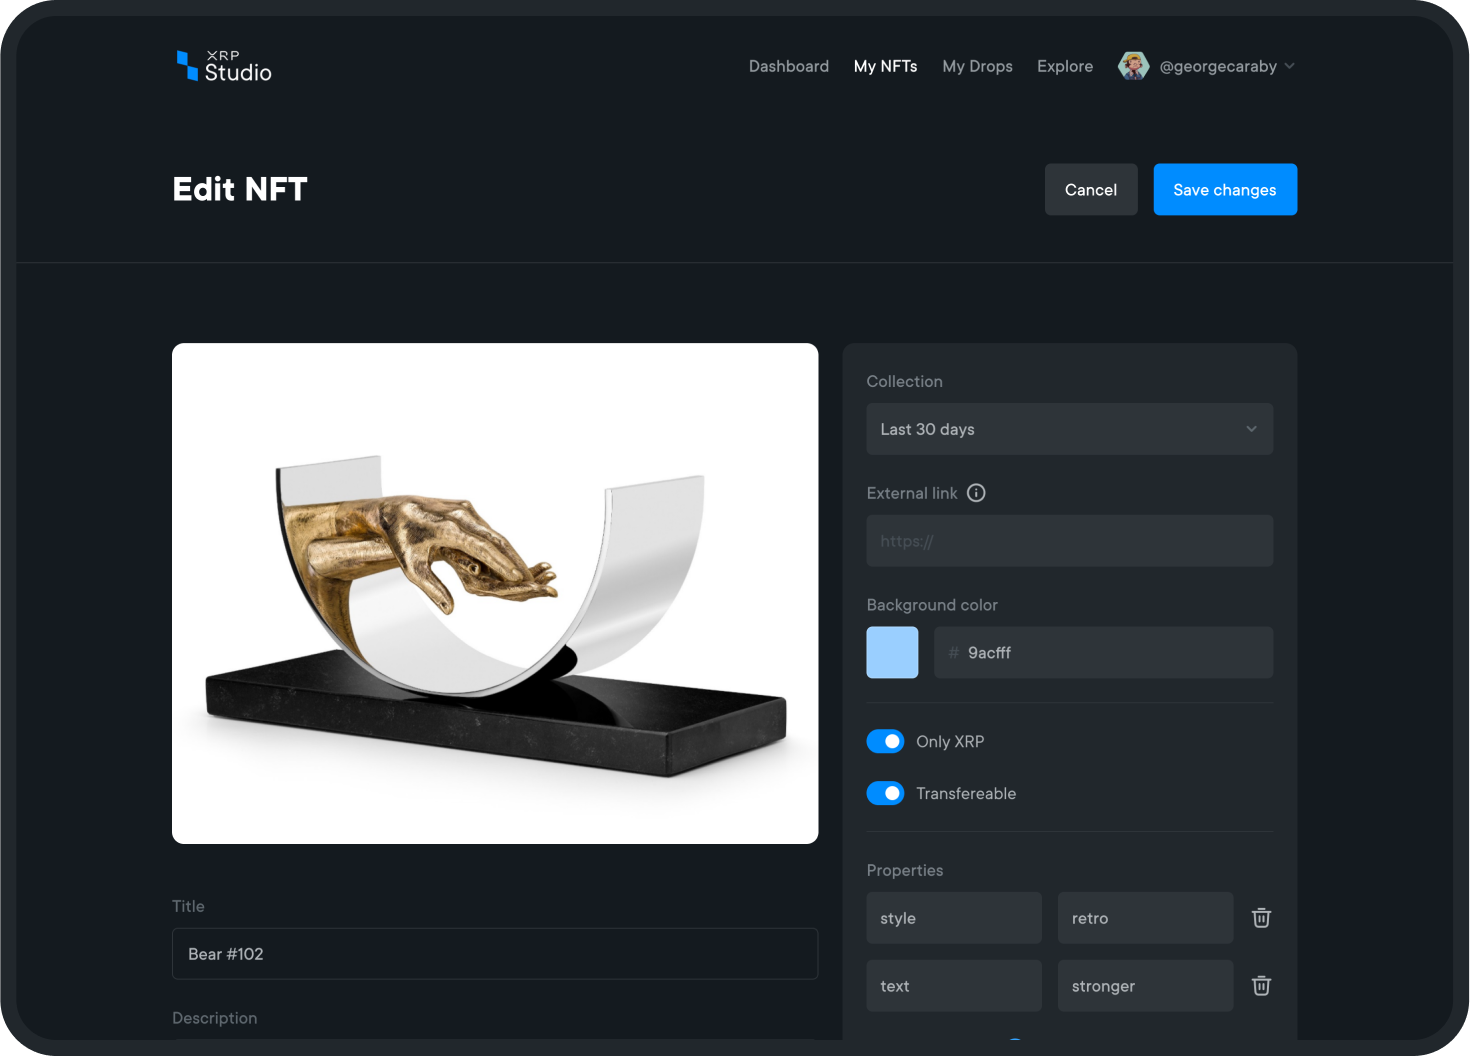 XRP
Studio
Dashboard My NFTs My Drops Explore @georgecaraby
Edit NFT
Cancel Save changes
Collection
Last 30 days
External link
https://
Background color
# 9acfff
Only XRP
Transfereable
Properties
style retro
text stronger
Title
Bear #102
Description